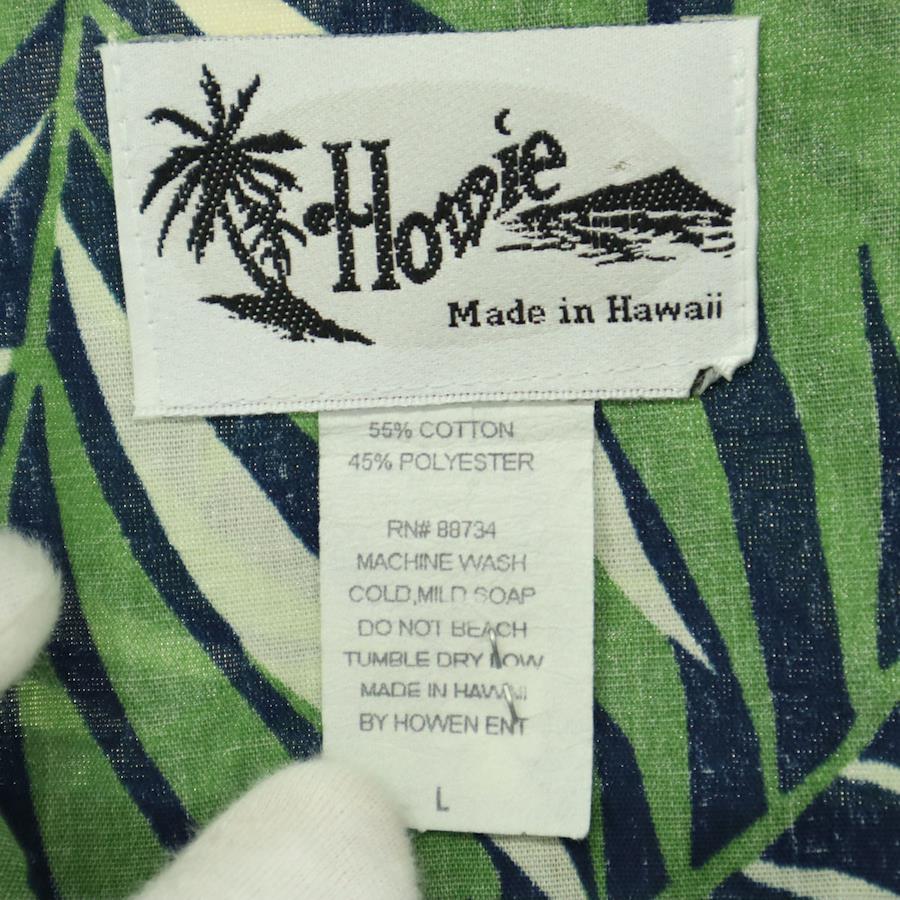 Howie
Made in Hawaii
55% COTTON
45% POLYESTER
RN# 88734
MACHINE WASH
COLD,MILD SOAP
DO NOT BEACH
TUMBLE DRY LOW
MADE IN HAWAII
BY HOWEN ENT
L